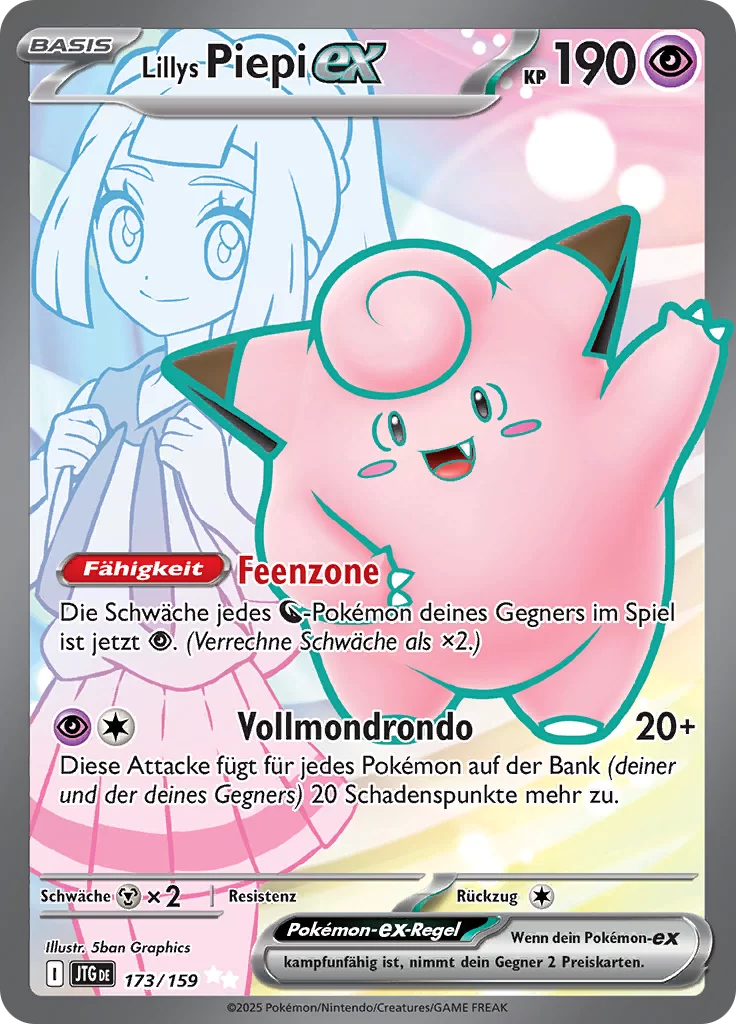 BASIS
Lillys Piepi ex KP 190
Fähigkeit Feenzone
Die Schwäche jedes -Pokémon deines Gegners im Spiel
ist jetzt . (Verrechne Schwäche als ×2.)
Vollmondrondo 20+
Diese Attacke fügt für jedes Pokémon auf der Bank (deiner
und der deines Gegners) 20 Schadenspunkte mehr zu.
Schwäche ×2 Resistenz Rückzug
Pokémon-ex-Regel Wenn dein Pokémon-ex
kampfunfähig ist, nimmt dein Gegner 2 Preiskarten.
Illustr. 5ban Graphics
I JTG DE 173/159
©2025 Pokémon/Nintendo/Creatures/GAME FREAK